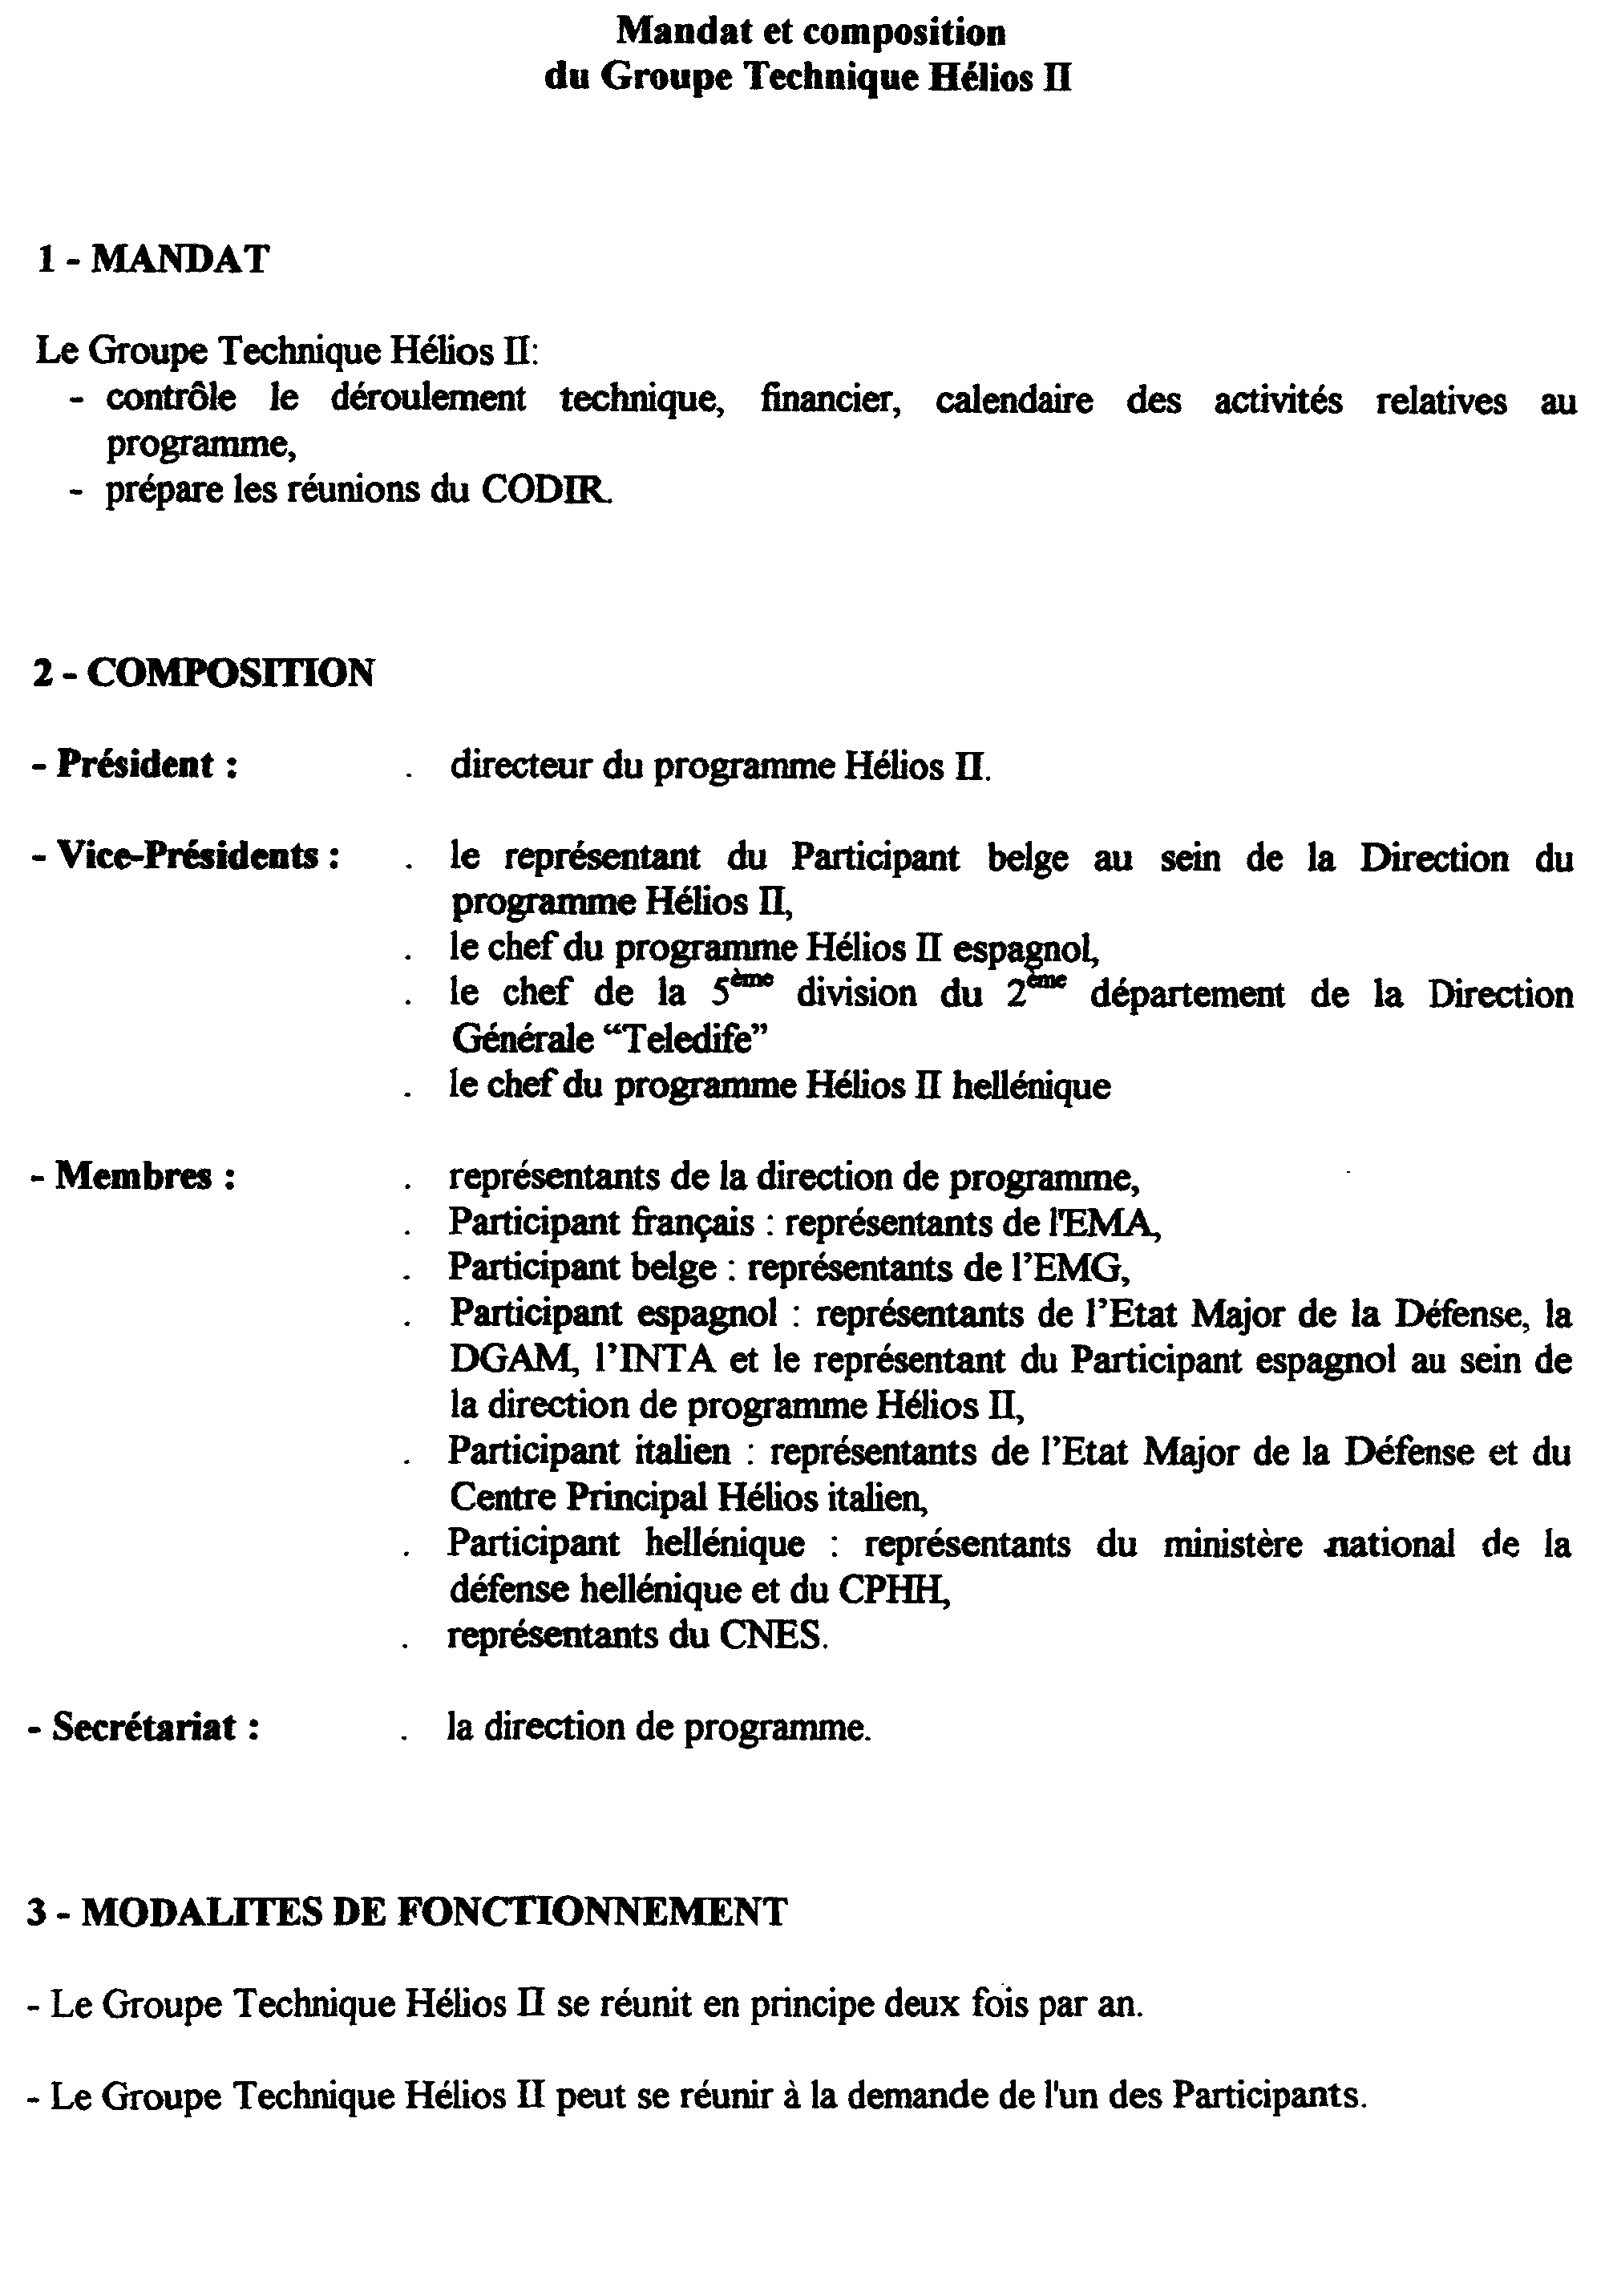 Mandat et composition
du Groupe Technique Hélios II
1 - MANDAT
Le Groupe Technique Hélios II:
- contrôle le déroulement technique, financier, calendaire des activités relatives au
programme,
- prépare les réunions du CODIR.
2 - COMPOSITION
- Président : . directeur du programme Hélios II.
- Vice-Présidents : . le représentant du Participant belge au sein de la Direction du
programme Hélios II,
. le chef du programme Hélios II espagnol,
. le chef de la 5ème division du 2ème département de la Direction
Générale “Teledife”
. le chef du programme Hélios II hellénique
- Membres : . représentants de la direction de programme,
. Participant français : représentants de l'EMA,
. Participant belge : représentants de l’EMG,
. Participant espagnol : représentants de l’Etat Major de la Défense, la
DGAM, l’INTA et le représentant du Participant espagnol au sein de
la direction de programme Hélios II,
. Participant italien : représentants de l’Etat Major de la Défense et du
Centre Principal Hélios italien,
. Participant hellénique : représentants du ministère national de la
défense hellénique et du CPHH,
. représentants du CNES.
- Secrétariat : . la direction de programme.
3 - MODALITES DE FONCTIONNEMENT
- Le Groupe Technique Hélios II se réunit en principe deux fois par an.
- Le Groupe Technique Hélios II peut se réunir à la demande de l'un des Participants.